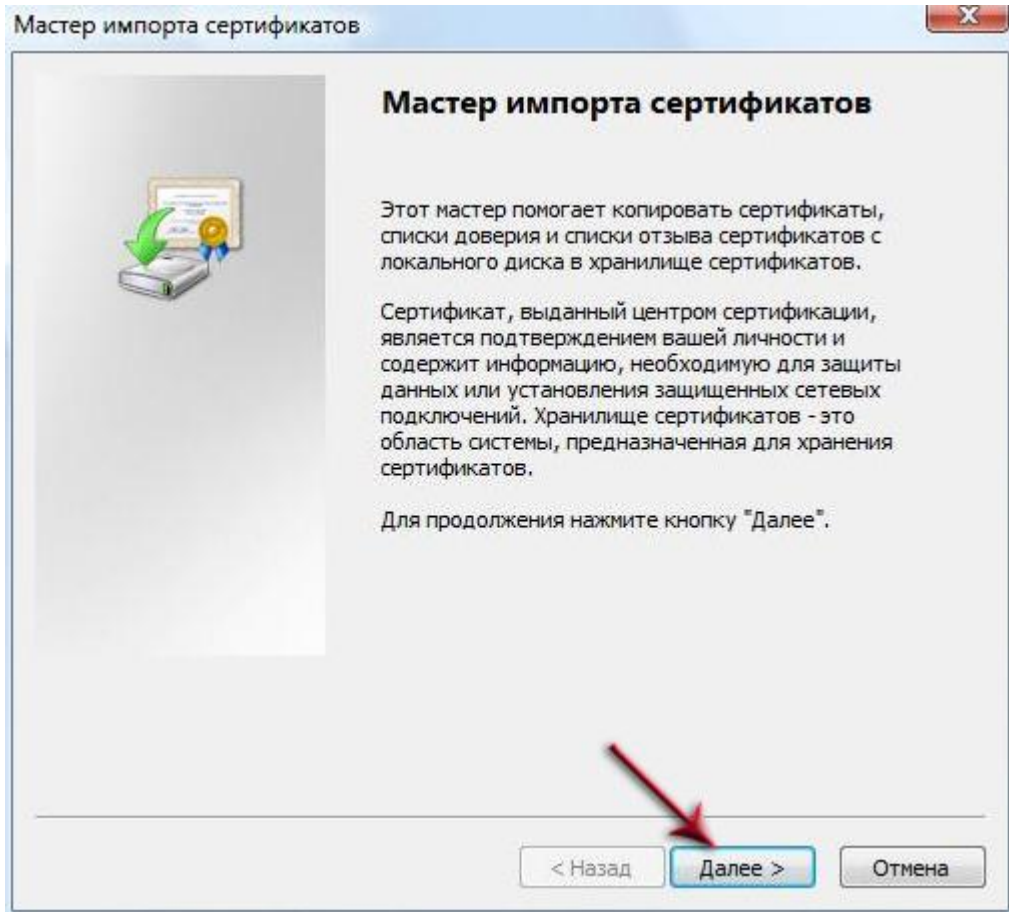 Мастер импорта сертификатов
Мастер импорта сертификатов
Этот мастер помогает копировать сертификаты,
списки доверия и списки отзыва сертификатов с
локального диска в хранилище сертификатов.
Сертификат, выданный центром сертификации,
является подтверждением вашей личности и
содержит информацию, необходимую для защиты
данных или установления защищенных сетевых
подключений. Хранилище сертификатов - это
область системы, предназначенная для хранения
сертификатов.
Для продолжения нажмите кнопку "Далее".
< Назад
Далее >
Отмена